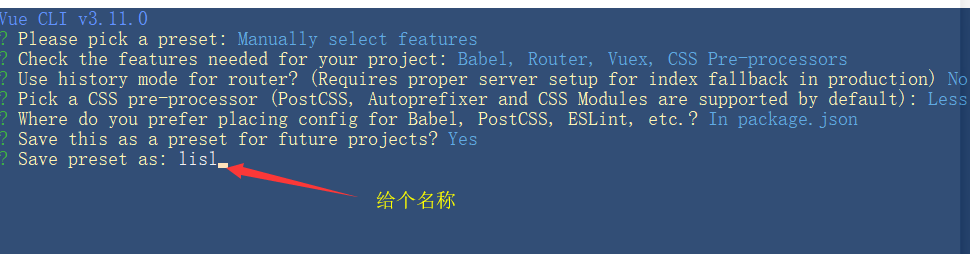 Vue CLI v3.11.0
? Please pick a preset: Manually select features
? Check the features needed for your project: Babel, Router, Vuex, CSS Pre-processors
? Use history mode for router? (Requires proper server setup for index fallback in production) No
? Pick a CSS pre-processor (PostCSS, Autoprefixer and CSS Modules are supported by default): Less
? Where do you prefer placing config for Babel, PostCSS, ESLint, etc.? In package.json
? Save this as a preset for future projects? Yes
? Save preset as: lisl
给个名称